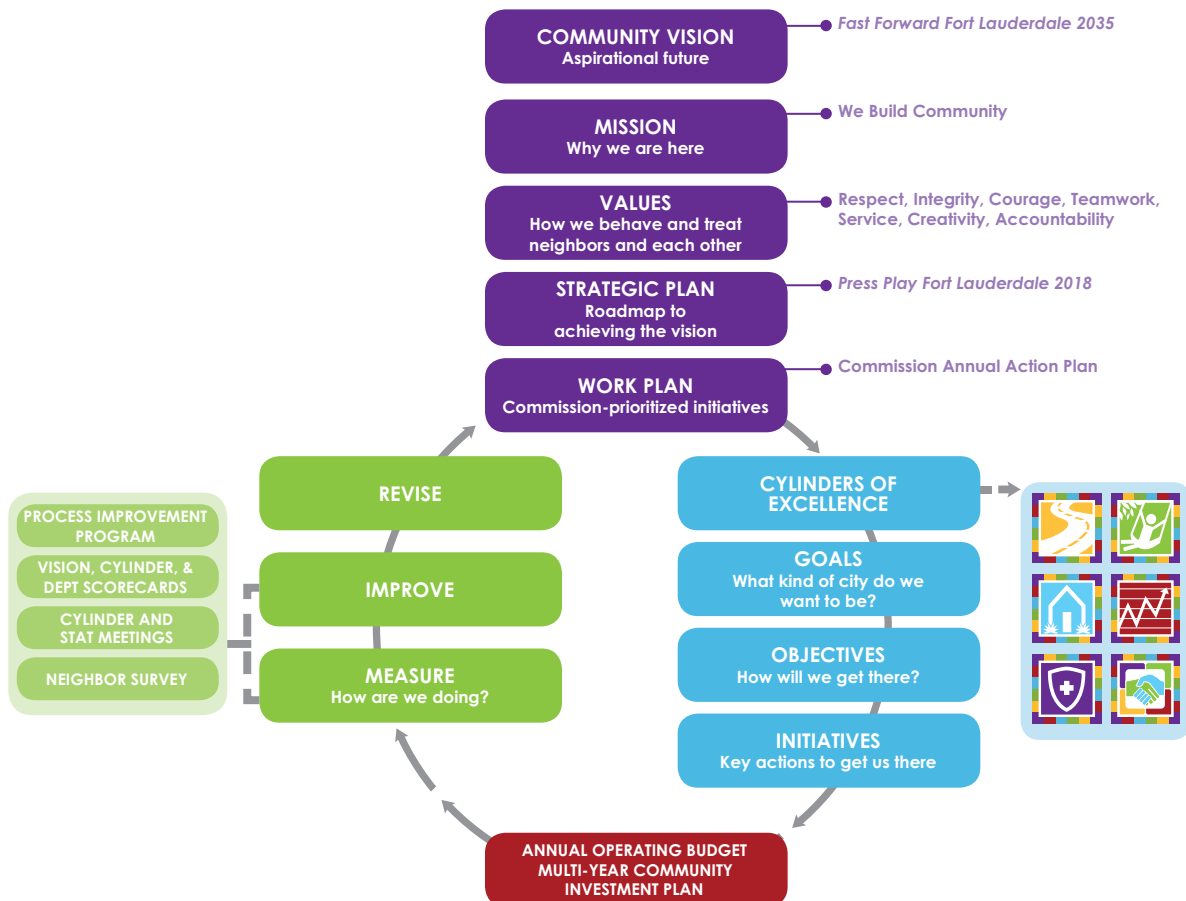 COMMUNITY VISION
Aspirational future
Fast Forward Fort Lauderdale 2035
MISSION
Why we are here
We Build Community
VALUES
How we behave and treat
neighbors and each other
Respect, Integrity, Courage, Teamwork,
Service, Creativity, Accountability
STRATEGIC PLAN
Roadmap to
achieving the vision
Press Play Fort Lauderdale 2018
WORK PLAN
Commission-prioritized initiatives
Commission Annual Action Plan
CYLINDERS OF
EXCELLENCE
GOALS
What kind of city do we
want to be?
OBJECTIVES
How will we get there?
INITIATIVES
Key actions to get us there
ANNUAL OPERATING BUDGET
MULTI-YEAR COMMUNITY
INVESTMENT PLAN
MEASURE
How are we doing?
IMPROVE
REVISE
PROCESS IMPROVEMENT
PROGRAM
VISION, CYLINDER, &
DEPT SCORECARDS
CYLINDER AND
STAT MEETINGS
NEIGHBOR SURVEY